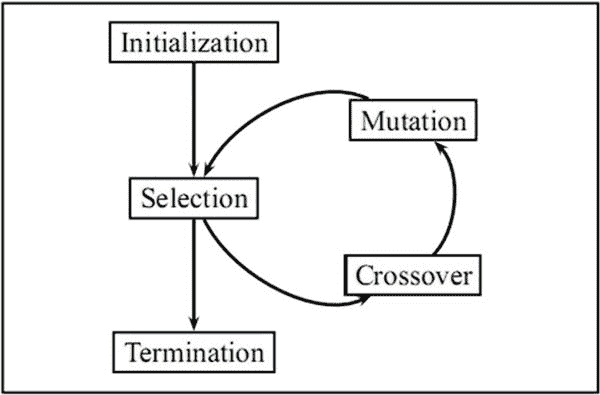 Initialization
Mutation
Selection
Crossover
Termination